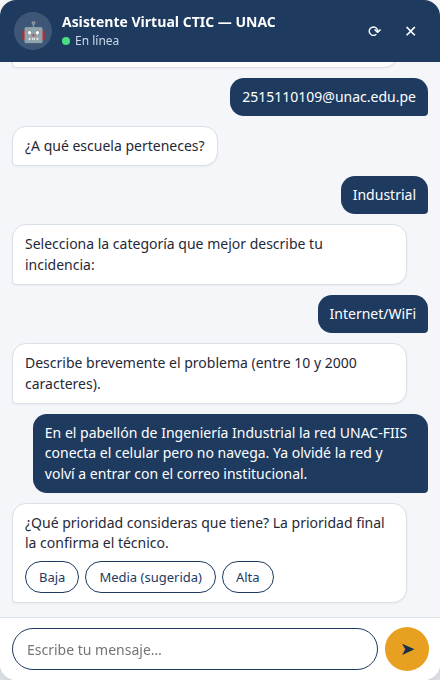 Asistente Virtual CTIC — UNAC
En línea
2515110109@unac.edu.pe
¿A qué escuela perteneces?
Industrial
Selecciona la categoría que mejor describe tu
incidencia:
Internet/WiFi
Describe brevemente el problema (entre 10 y 2000
caracteres).
En el pabellón de Ingeniería Industrial la red UNAC-FIIS
conecta el celular pero no navega. Ya olvidé la red y
volví a entrar con el correo institucional.
¿Qué prioridad consideras que tiene? La prioridad final
la confirma el técnico.
Baja
Media (sugerida)
Alta
Escribe tu mensaje...